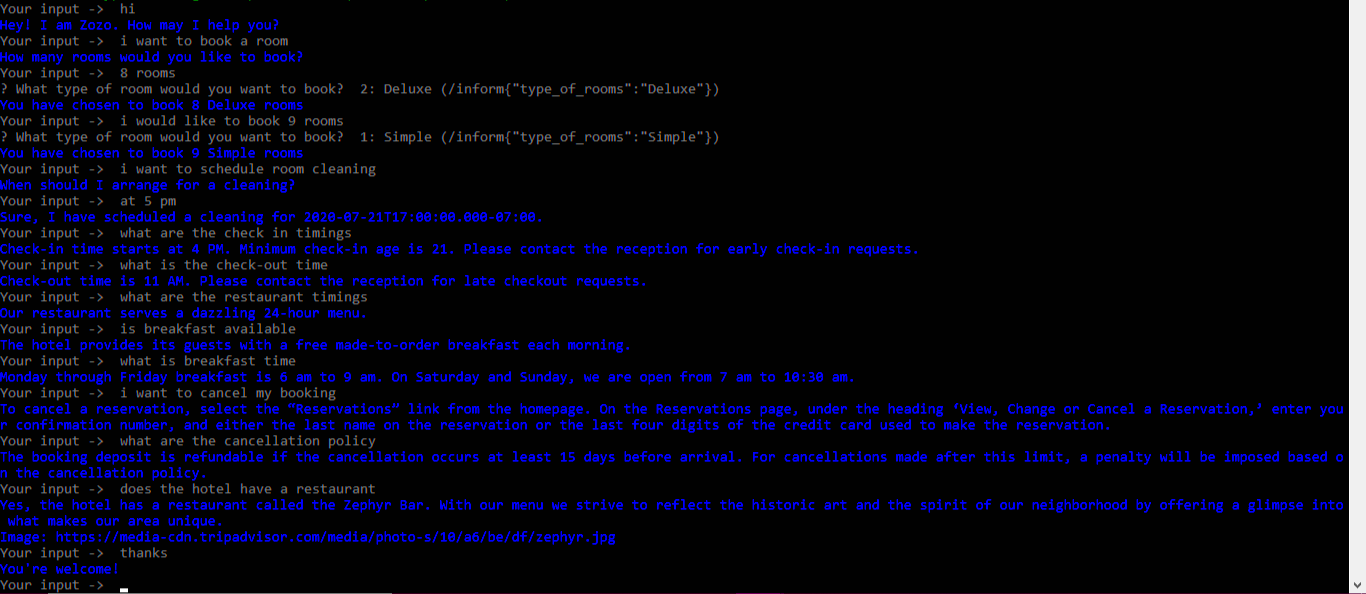 Your input ->  hi
Hey! I am Zozo. How may I help you?
Your input ->  i want to book a room
How many rooms would you like to book?
Your input ->  8 rooms
? What type of room would you want to book?  2: Deluxe (/inform{"type_of_rooms":"Deluxe"})
You have chosen to book 8 Deluxe rooms
Your input ->  i would like to book 9 rooms
? What type of room would you want to book?  1: Simple (/inform{"type_of_rooms":"Simple"})
You have chosen to book 9 Simple rooms
Your input ->  i want to schedule room cleaning
When should I arrange for a cleaning?
Your input ->  at 5 pm
Sure, I have scheduled a cleaning for 2020-07-21T17:00:00.000-07:00.
Your input ->  what are the check in timings
Check-in time starts at 4 PM. Minimum check-in age is 21. Please contact the reception for early check-in requests.
Your input ->  what is the check-out time
Check-out time is 11 AM. Please contact the reception for late checkout requests.
Your input ->  what are the restaurant timings
Our restaurant serves a dazzling 24-hour menu.
Your input ->  is breakfast available
The hotel provides its guests with a free made-to-order breakfast each morning.
Your input ->  what is breakfast time
Monday through Friday breakfast is 6 am to 9 am. On Saturday and Sunday, we are open from 7 am to 10:30 am.
Your input ->  i want to cancel my booking
To cancel a reservation, select the “Reservations” link from the homepage. On the Reservations page, under the heading ‘View, Change or Cancel a Reservation,’ enter you
r confirmation number, and either the last name on the reservation or the last four digits of the credit card used to make the reservation.
Your input ->  what are the cancellation policy
The booking deposit is refundable if the cancellation occurs at least 15 days before arrival. For cancellations made after this limit, a penalty will be imposed based o
n the cancellation policy.
Your input ->  does the hotel have a restaurant
Yes, the hotel has a restaurant called the Zephyr Bar. With our menu we strive to reflect the historic art and the spirit of our neighborhood by offering a glimpse into
 what makes our area unique.
Image: https://media-cdn.tripadvisor.com/media/photo-s/10/a6/be/df/zephyr.jpg
Your input ->  thanks
You're welcome!
Your input ->